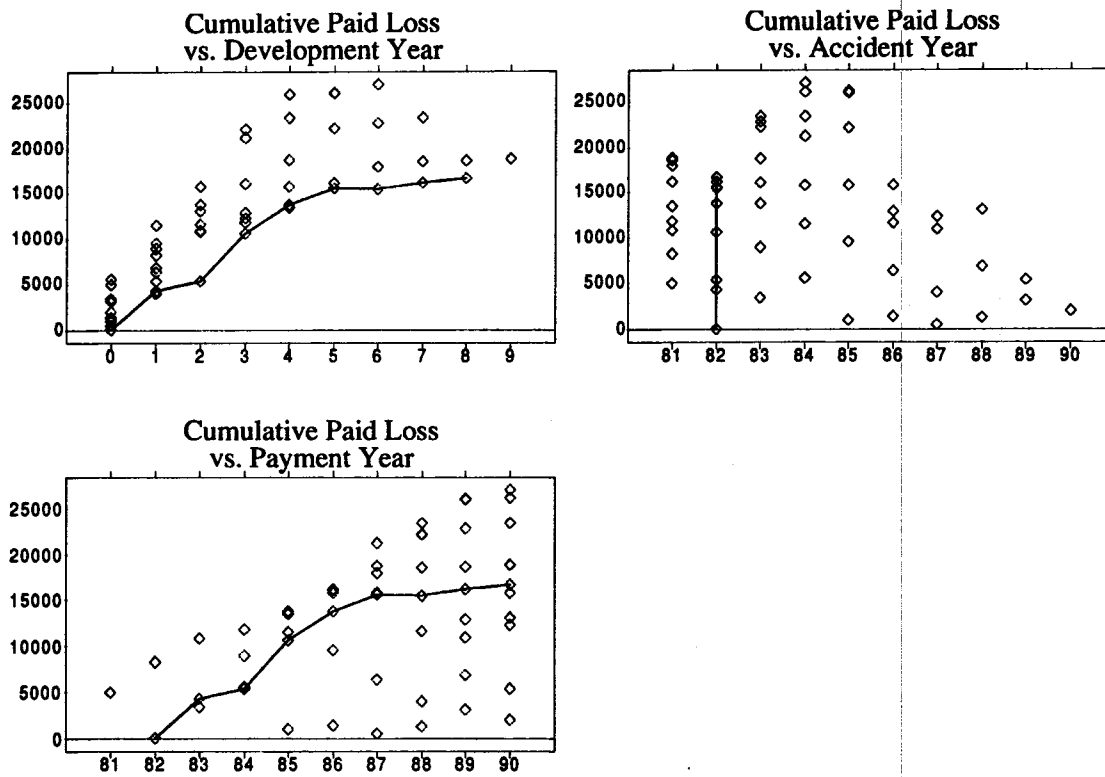 Cumulative Paid Loss
vs. Development Year
25000
20000
15000
10000
5000
0
0 1 2 3 4 5 6 7 8 9
Cumulative Paid Loss
vs. Accident Year
25000
20000
15000
10000
5000
0
81 82 83 84 85 86 87 88 89 90
Cumulative Paid Loss
vs. Payment Year
25000
20000
15000
10000
5000
0
81 82 83 84 85 86 87 88 89 90